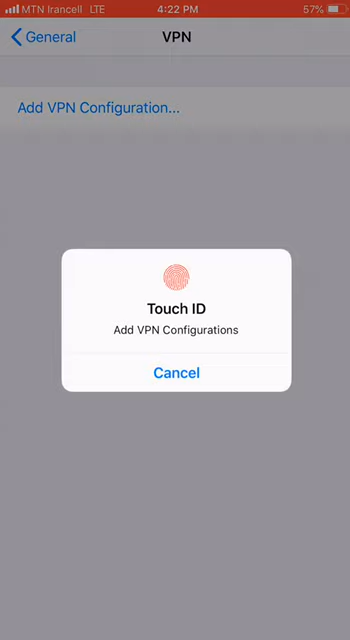 MTN Irancell LTE 4:22 PM 57%
General VPN
Add VPN Configuration...
Touch ID
Add VPN Configurations
Cancel